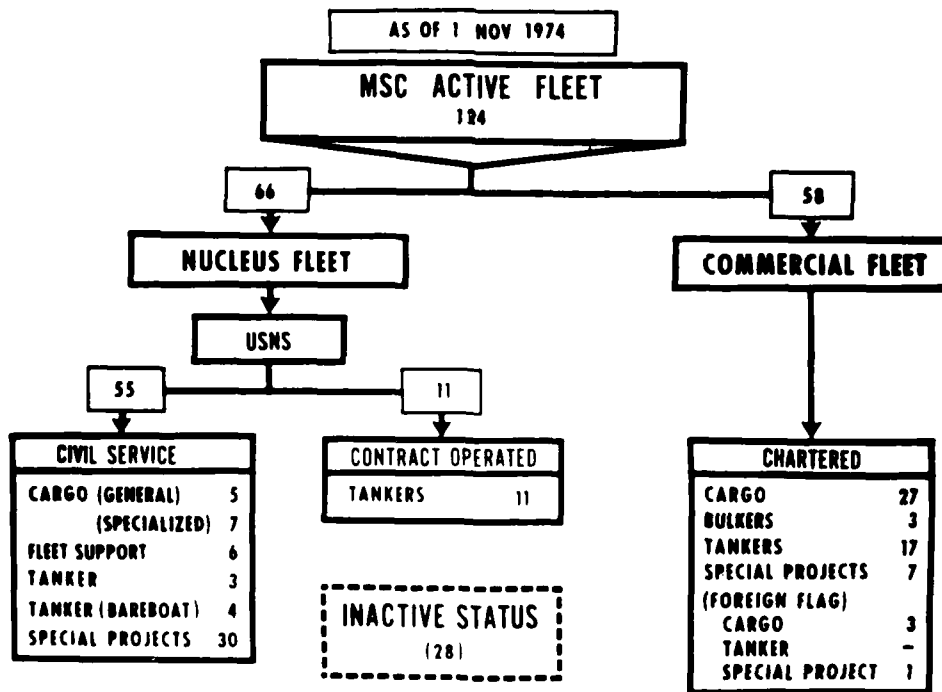 AS OF 1 NOV 1974
MSC ACTIVE FLEET
124
66
58
NUCLEUS FLEET
COMMERCIAL FLEET
USNS
55
11
CIVIL SERVICE
CARGO (GENERAL) 5
(SPECIALIZED) 7
FLEET SUPPORT 6
TANKER 3
TANKER (BAREBOAT) 4
SPECIAL PROJECTS 30
CONTRACT OPERATED
TANKERS 11
INACTIVE STATUS
(28)
CHARTERED
CARGO 27
BULKERS 3
TANKERS 17
SPECIAL PROJECTS 7
(FOREIGN FLAG)
CARGO 3
TANKER –
SPECIAL PROJECT 1